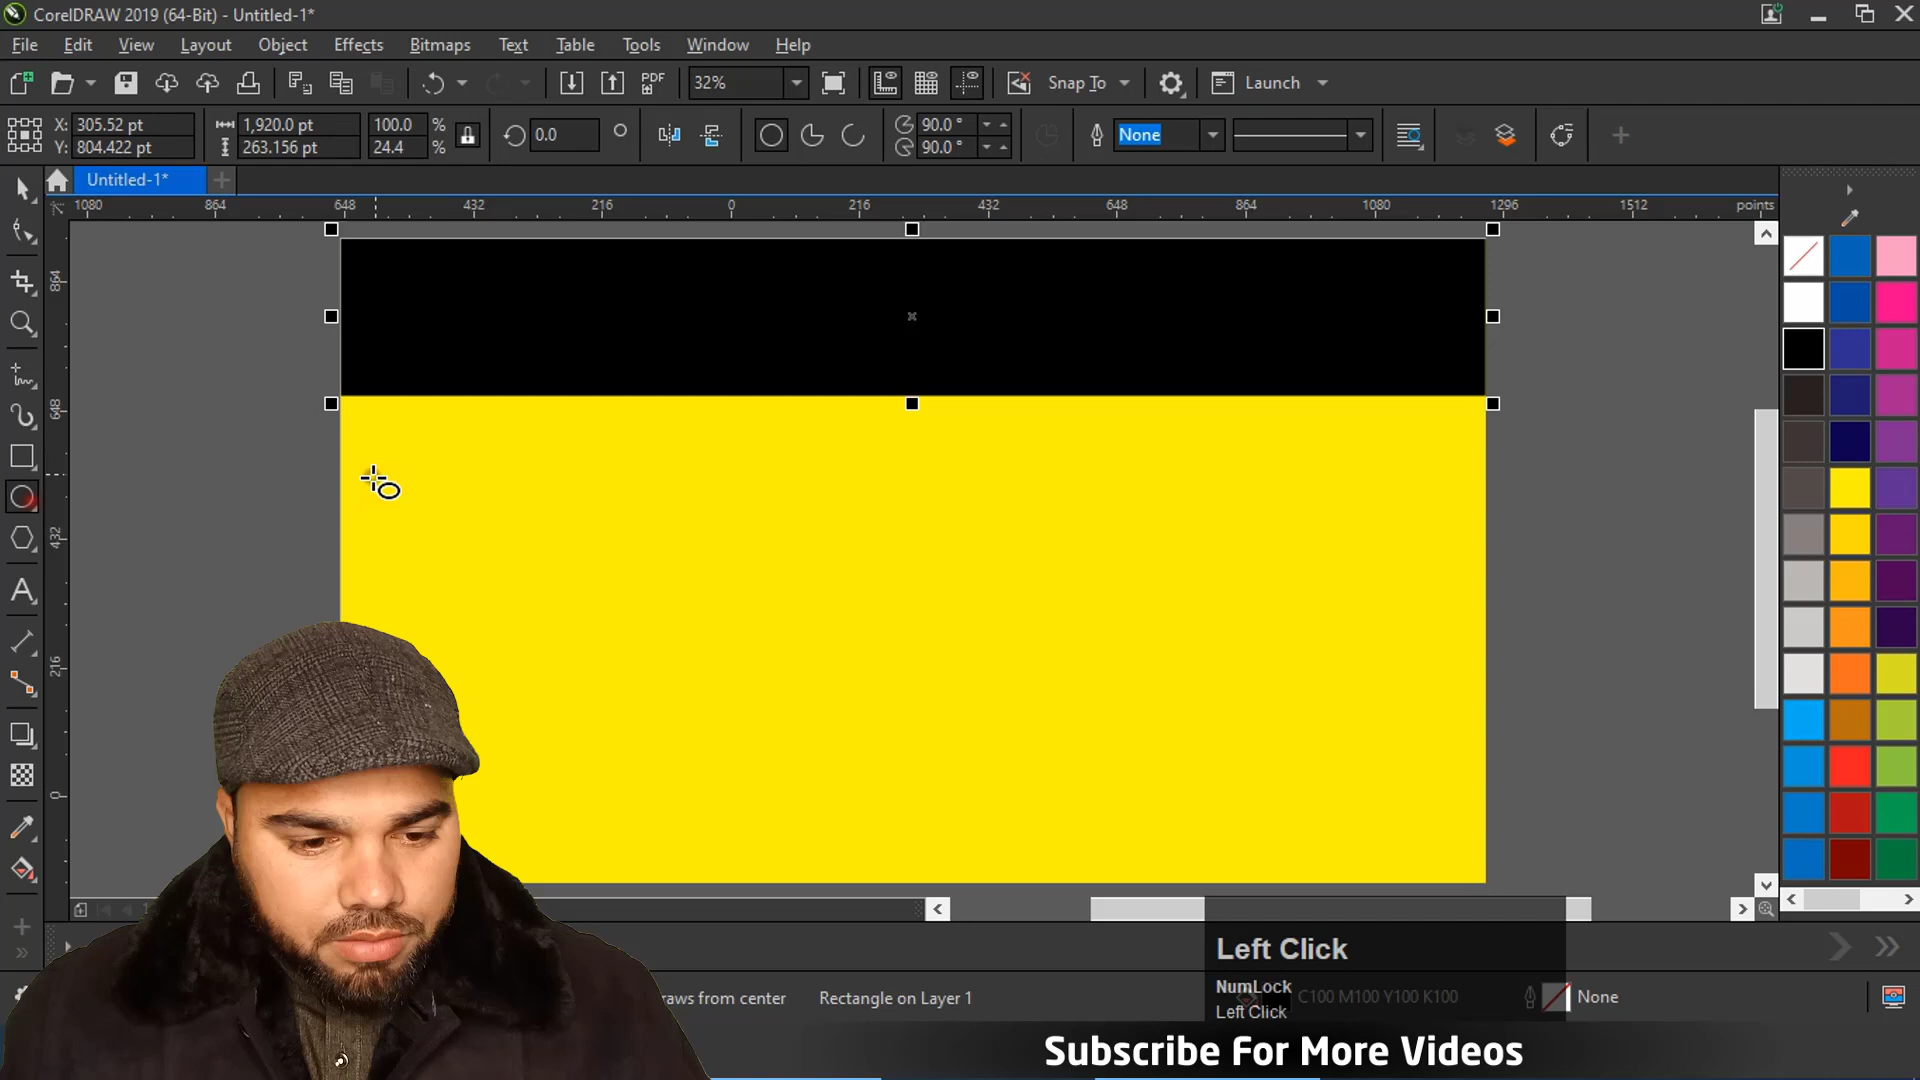 CorelDRAW 2019 (64-Bit) - Untitled-1*
File Edit View Layout Object Effects Bitmaps Text Table Tools Window Help
PDF 32% Snap To Launch
X: 305.52 pt 1,920.0 pt 100.0 % 0.0 90.0 ° None
Y: 804.422 pt 263.156 pt 24.4 % 90.0 °
Untitled-1*
1080 864 648 432 216 0 216 432 648 864 1080 1296 1512 points
864
648
432
216
0
Left Click
NumLock
Left Click
raws from center Rectangle on Layer 1 C100 M100 Y100 K100 None
Subscribe For More Videos